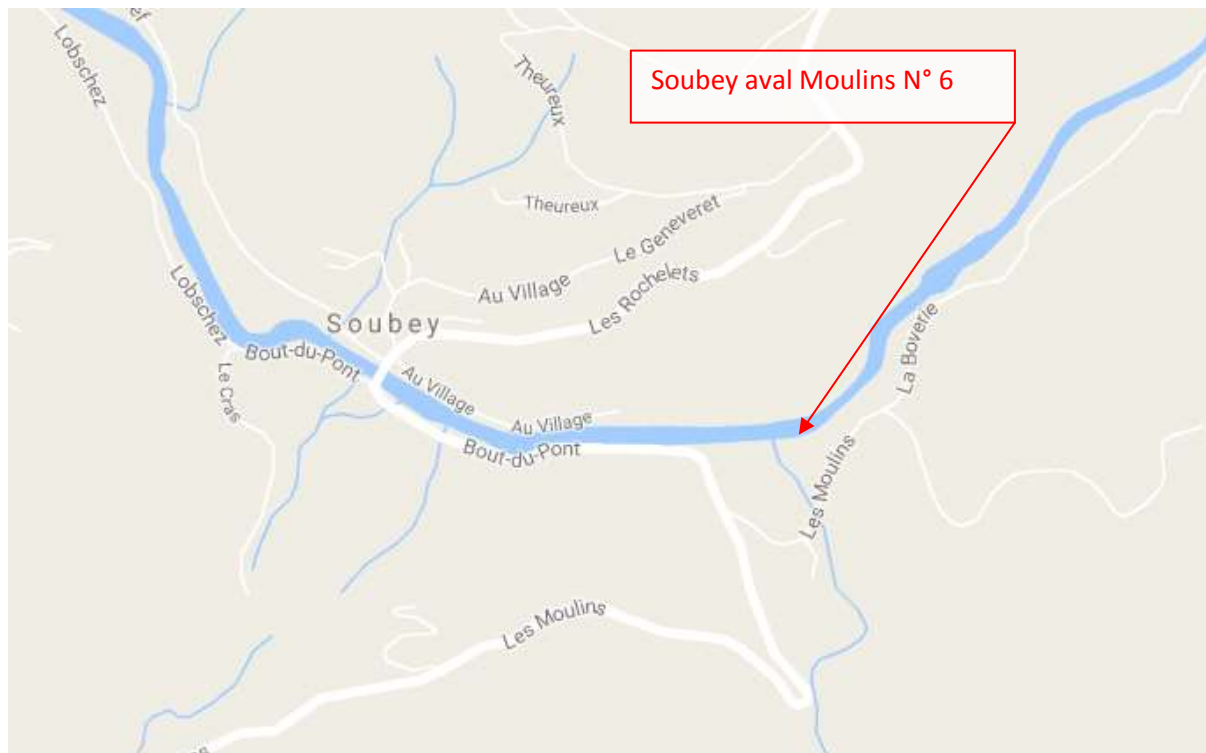 Lobschez
Theureux
Soubey aval Moulins N° 6
Theureux
Le Geneveret
Au Village
Les Rochelets
Lobschez
Soubey
Bout-du-Pont
La Boverie
Le Cras
Au Village
Au Village
Bout-du-Pont
Les Moulins
Les Moulins